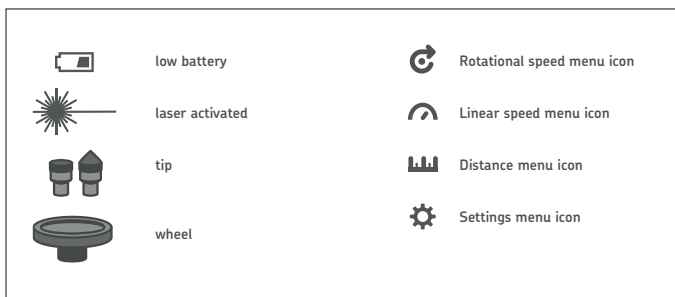 low battery
laser activated
tip
wheel
Rotational speed menu icon
Linear speed menu icon
Distance menu icon
Settings menu icon